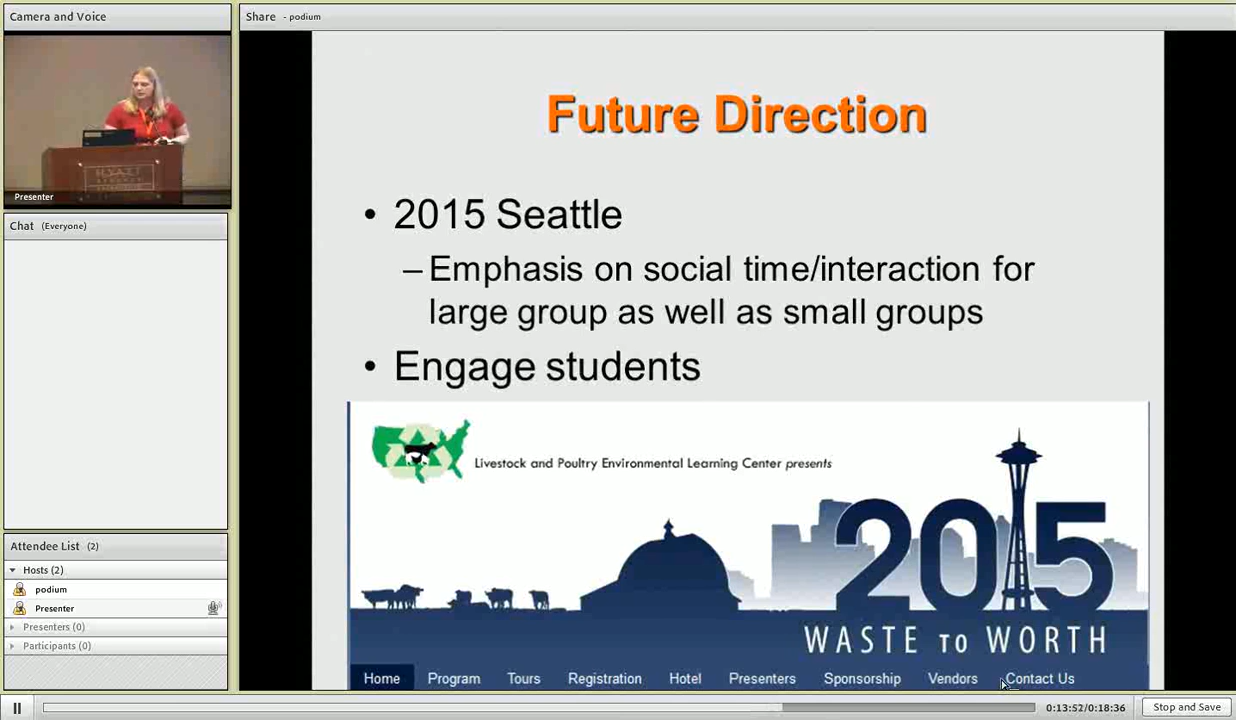 Camera and Voice
Presenter
Chat (Everyone)
Attendee List (2)
Hosts (2)
podium
Presenter
Presenters (0)
Participants (0)
Share - podium
Future Direction
• 2015 Seattle
– Emphasis on social time/interaction for
large group as well as small groups
• Engage students
Livestock and Poultry Environmental Learning Center presents
2015
WASTE TO WORTH
Home Program Tours Registration Hotel Presenters Sponsorship Vendors Contact Us
0:13:52/0:18:36
Stop and Save